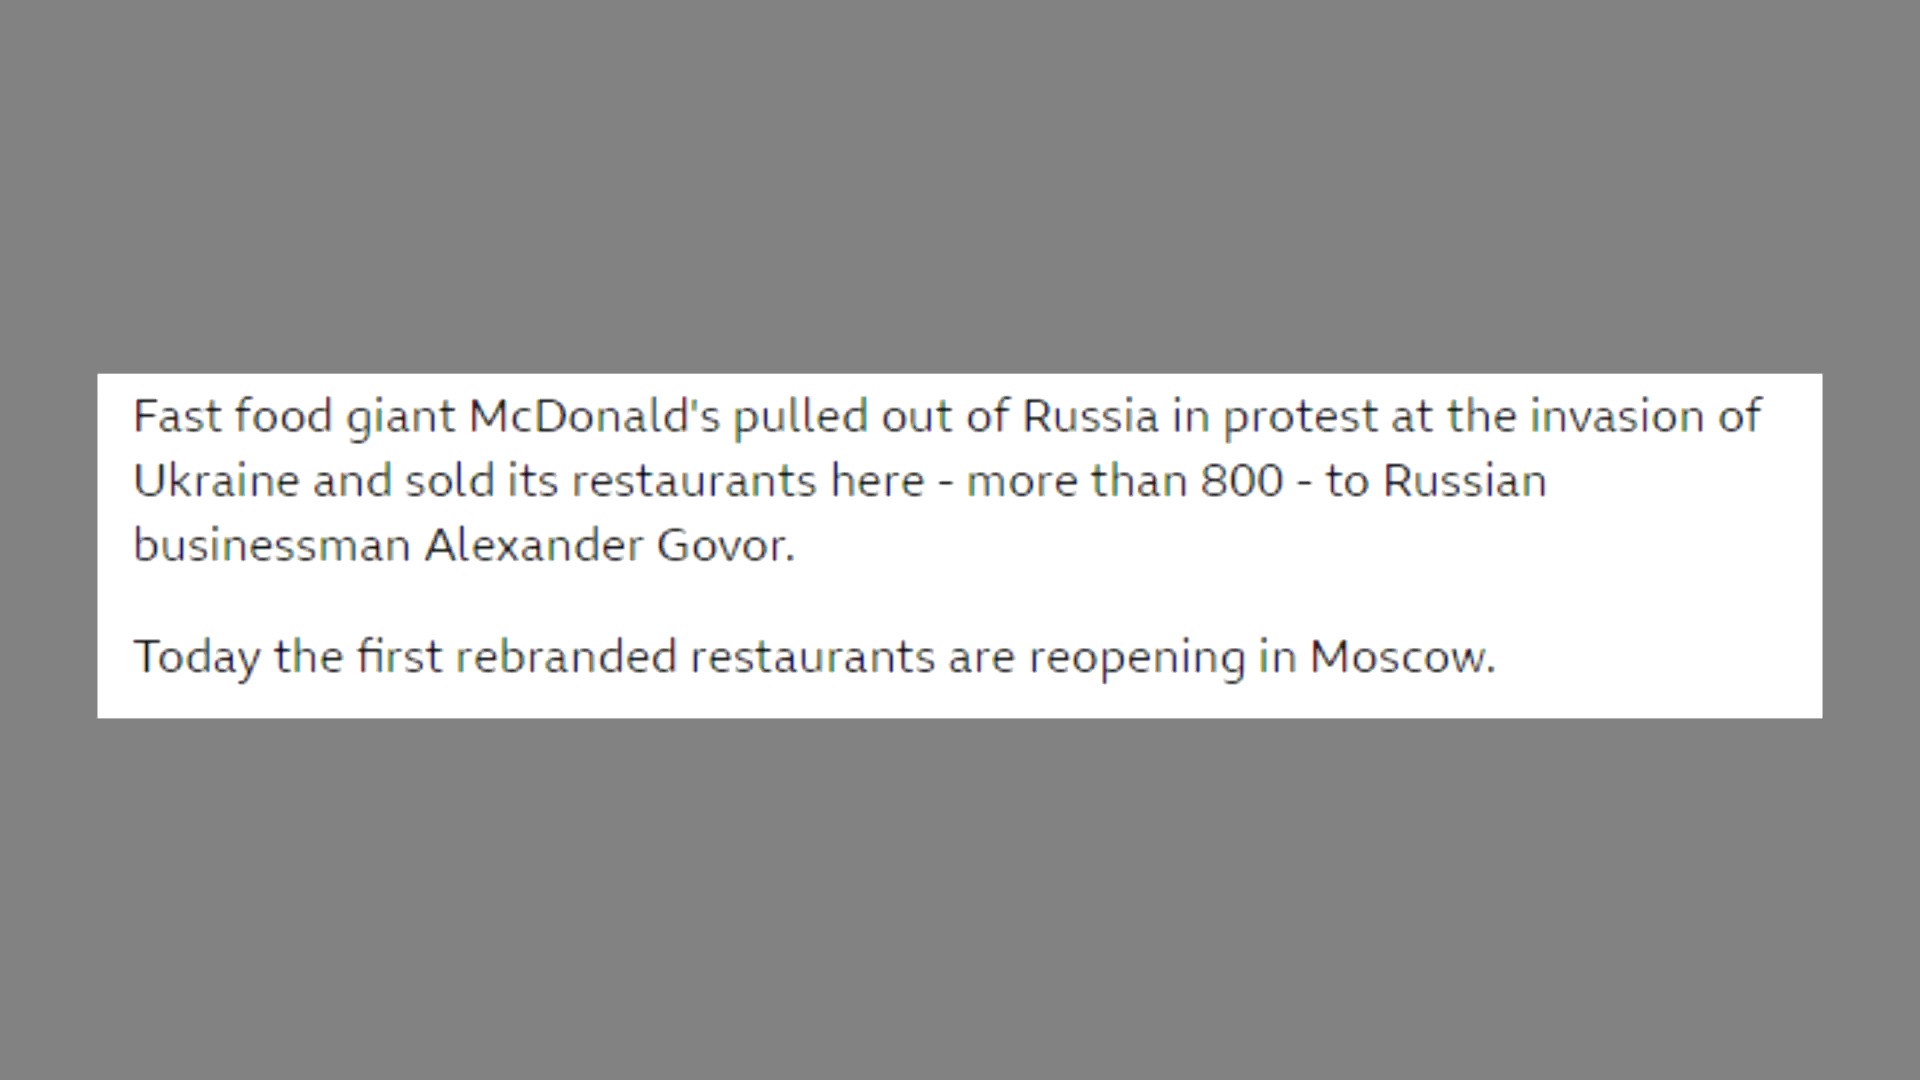 Fast food giant McDonald's pulled out of Russia in protest at the invasion of
Ukraine and sold its restaurants here - more than 800 - to Russian
businessman Alexander Govor.
Today the first rebranded restaurants are reopening in Moscow.